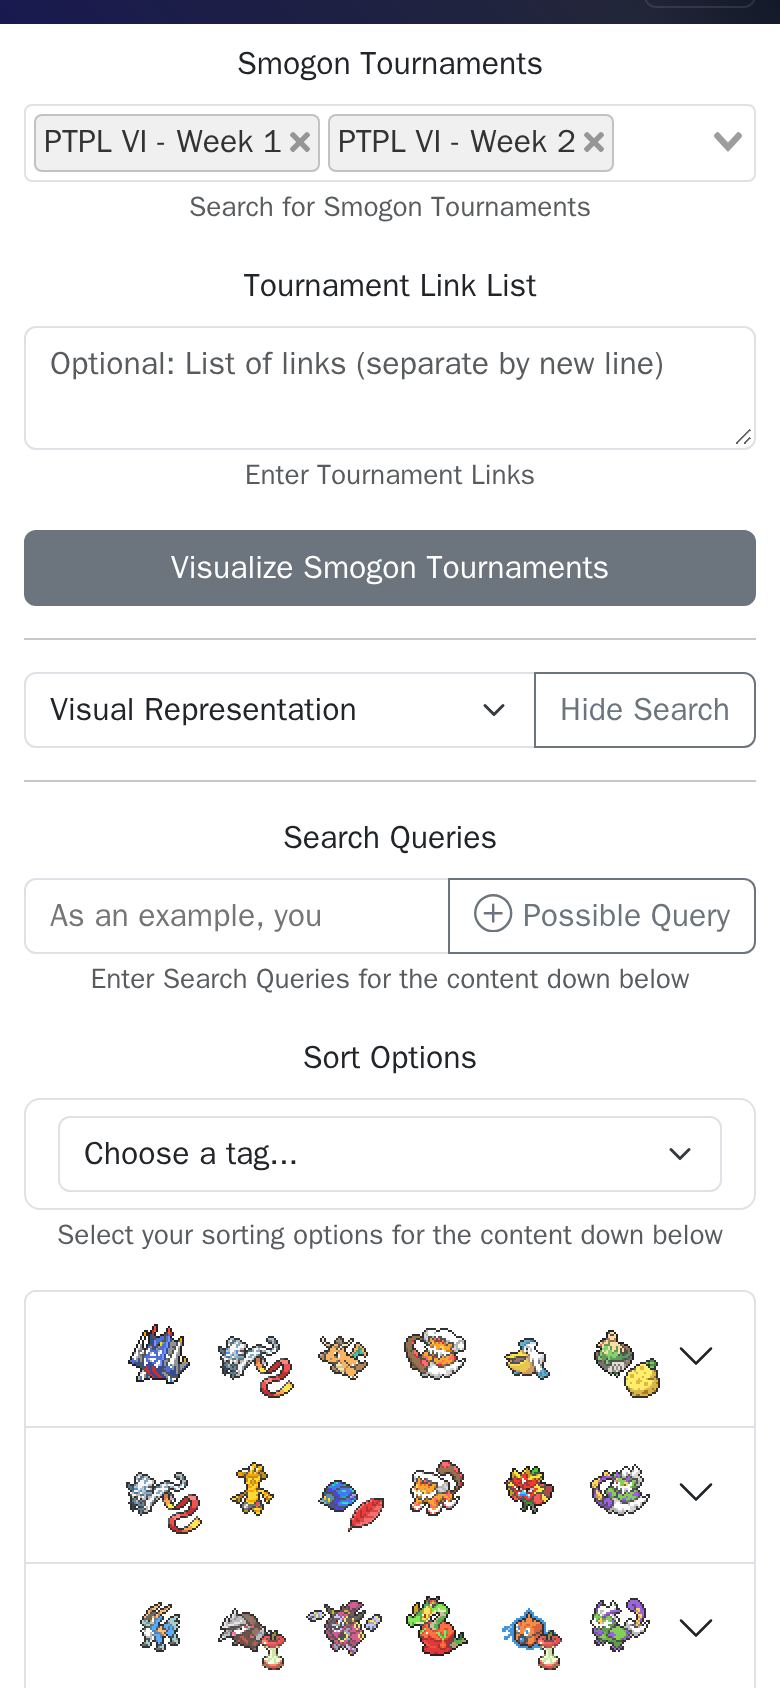 Smogon Tournaments
PTPL VI - Week 1 PTPL VI - Week 2
Search for Smogon Tournaments
Tournament Link List
Optional: List of links (separate by new line)
Enter Tournament Links
Visualize Smogon Tournaments
Visual Representation Hide Search
Search Queries
As an example, you Possible Query
Enter Search Queries for the content down below
Sort Options
Choose a tag...
Select your sorting options for the content down below